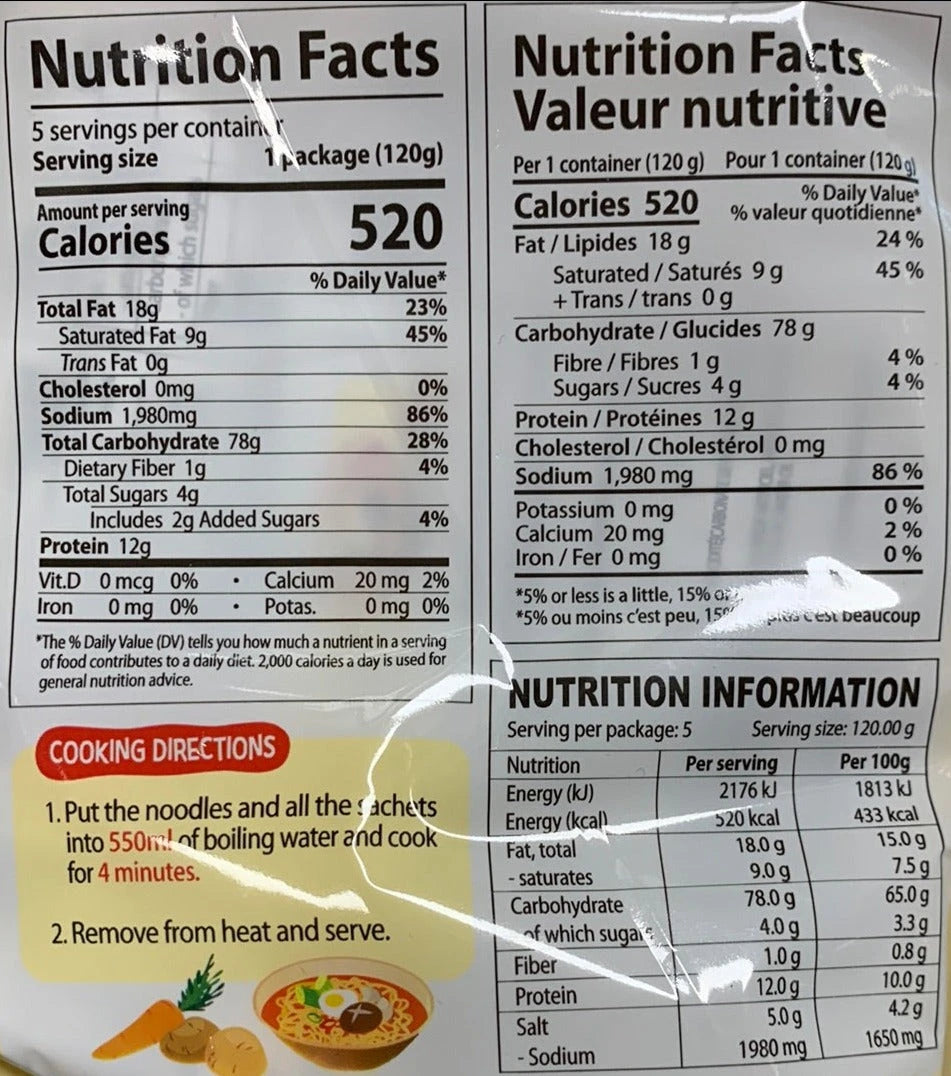 Nutrition Facts
5 servings per container
Serving size 1 package (120g)
Amount per serving
Calories 520
% Daily Value*
Total Fat 18g 23%
Saturated Fat 9g 45%
Trans Fat 0g
Cholesterol 0mg 0%
Sodium 1,980mg 86%
Total Carbohydrate 78g 28%
Dietary Fiber 1g 4%
Total Sugars 4g
Includes 2g Added Sugars 4%
Protein 12g
Vit.D 0 mcg 0% • Calcium 20 mg 2%
Iron 0 mg 0% • Potas. 0 mg 0%
*The % Daily Value (DV) tells you how much a nutrient in a serving
of food contributes to a daily diet. 2,000 calories a day is used for
general nutrition advice.
COOKING DIRECTIONS
1. Put the noodles and all the sachets
into 550ml of boiling water and cook
for 4 minutes.
2. Remove from heat and serve.
Nutrition Facts
Valeur nutritive
Per 1 container (120 g) Pour 1 container (120 g)
Calories 520
% Daily Value*
% valeur quotidienne*
Fat / Lipides 18 g 24 %
Saturated / Saturés 9 g 45 %
+ Trans / trans 0 g
Carbohydrate / Glucides 78 g
Fibre / Fibres 1 g 4 %
Sugars / Sucres 4 g 4 %
Protein / Protéines 12 g
Cholesterol / Cholestérol 0 mg
Sodium 1,980 mg 86 %
Potassium 0 mg 0 %
Calcium 20 mg 2 %
Iron / Fer 0 mg 0 %
*5% or less is a little, 15% or
*5% ou moins c'est peu, 15% plus c'est beaucoup
NUTRITION INFORMATION
Serving per package: 5 Serving size: 120.00 g
Nutrition Per serving Per 100g
Energy (kJ) 2176 kJ 1813 kJ
Energy (kcal) 520 kcal 433 kcal
Fat, total 18.0 g 15.0 g
- saturates 9.0 g 7.5 g
Carbohydrate 78.0 g 65.0 g
- of which sugars 4.0 g 3.3 g
Fiber 1.0 g 0.8 g
Protein 12.0 g 10.0 g
Salt 5.0 g 4.2 g
- Sodium 1980 mg 1650 mg